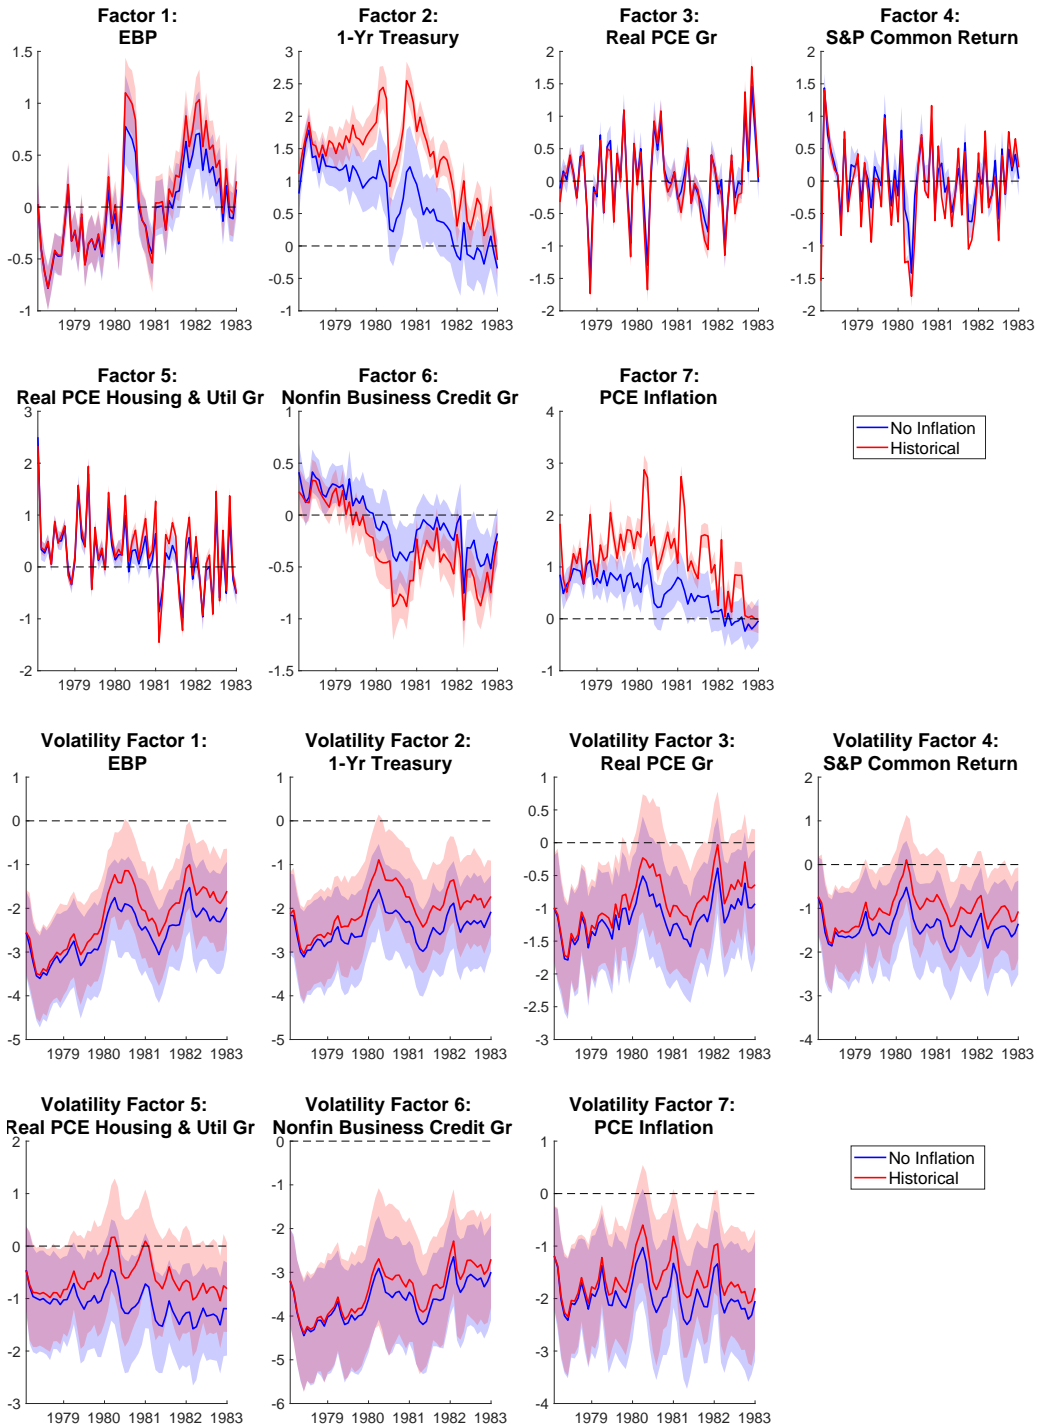 Factor 1:
EBP
Factor 2:
1-Yr Treasury
Factor 3:
Real PCE Gr
Factor 4:
S&P Common Return
1.5
1
0.5
0
-0.5
-1
1979 1980 1981 1982 1983
3
2.5
2
1.5
1
0.5
0
-0.5
-1
1979 1980 1981 1982 1983
2
1.5
1
0.5
0
-0.5
-1
-1.5
-2
1979 1980 1981 1982 1983
2
1.5
1
0.5
0
-0.5
-1
-1.5
-2
1979 1980 1981 1982 1983
Factor 5:
Real PCE Housing & Util Gr
Factor 6:
Nonfin Business Credit Gr
Factor 7:
PCE Inflation
3
2
1
0
-1
-2
1979 1980 1981 1982 1983
1
0.5
0
-0.5
-1
-1.5
1979 1980 1981 1982 1983
4
3
2
1
0
-1
1979 1980 1981 1982 1983
No Inflation
Historical
Volatility Factor 1:
EBP
Volatility Factor 2:
1-Yr Treasury
Volatility Factor 3:
Real PCE Gr
Volatility Factor 4:
S&P Common Return
1
0
-1
-2
-3
-4
-5
1979 1980 1981 1982 1983
1
0
-1
-2
-3
-4
-5
1979 1980 1981 1982 1983
1
0.5
0
-0.5
-1
-1.5
-2
-2.5
-3
1979 1980 1981 1982 1983
2
1
0
-1
-2
-3
-4
1979 1980 1981 1982 1983
Volatility Factor 5:
Real PCE Housing & Util Gr
Volatility Factor 6:
Nonfin Business Credit Gr
Volatility Factor 7:
PCE Inflation
2
1
0
-1
-2
-3
1979 1980 1981 1982 1983
0
-1
-2
-3
-4
-5
-6
1979 1980 1981 1982 1983
1
0
-1
-2
-3
-4
1979 1980 1981 1982 1983
No Inflation
Historical